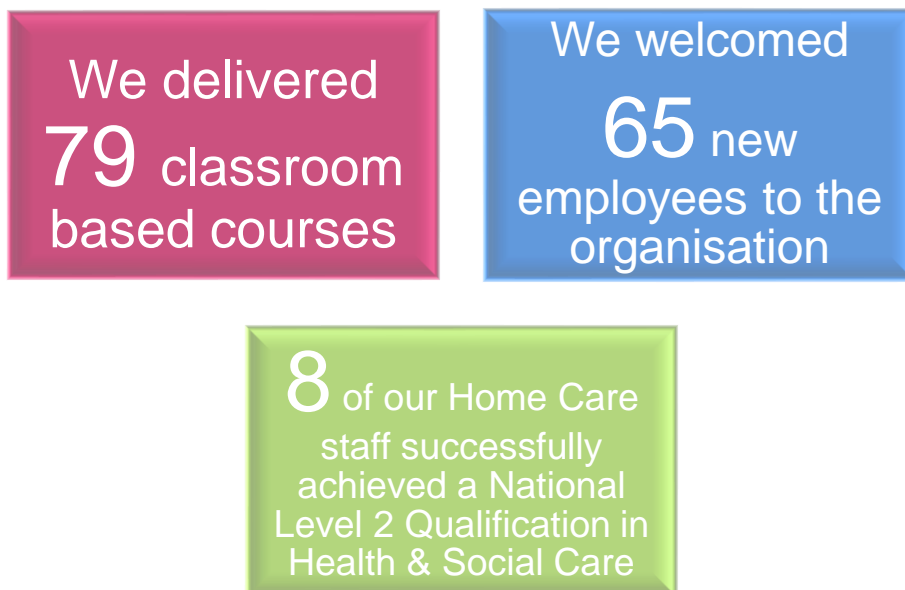 We delivered
79 classroom
based courses
We welcomed
65 new
employees to the
organisation
8 of our Home Care
staff successfully
achieved a National
Level 2 Qualification in
Health & Social Care